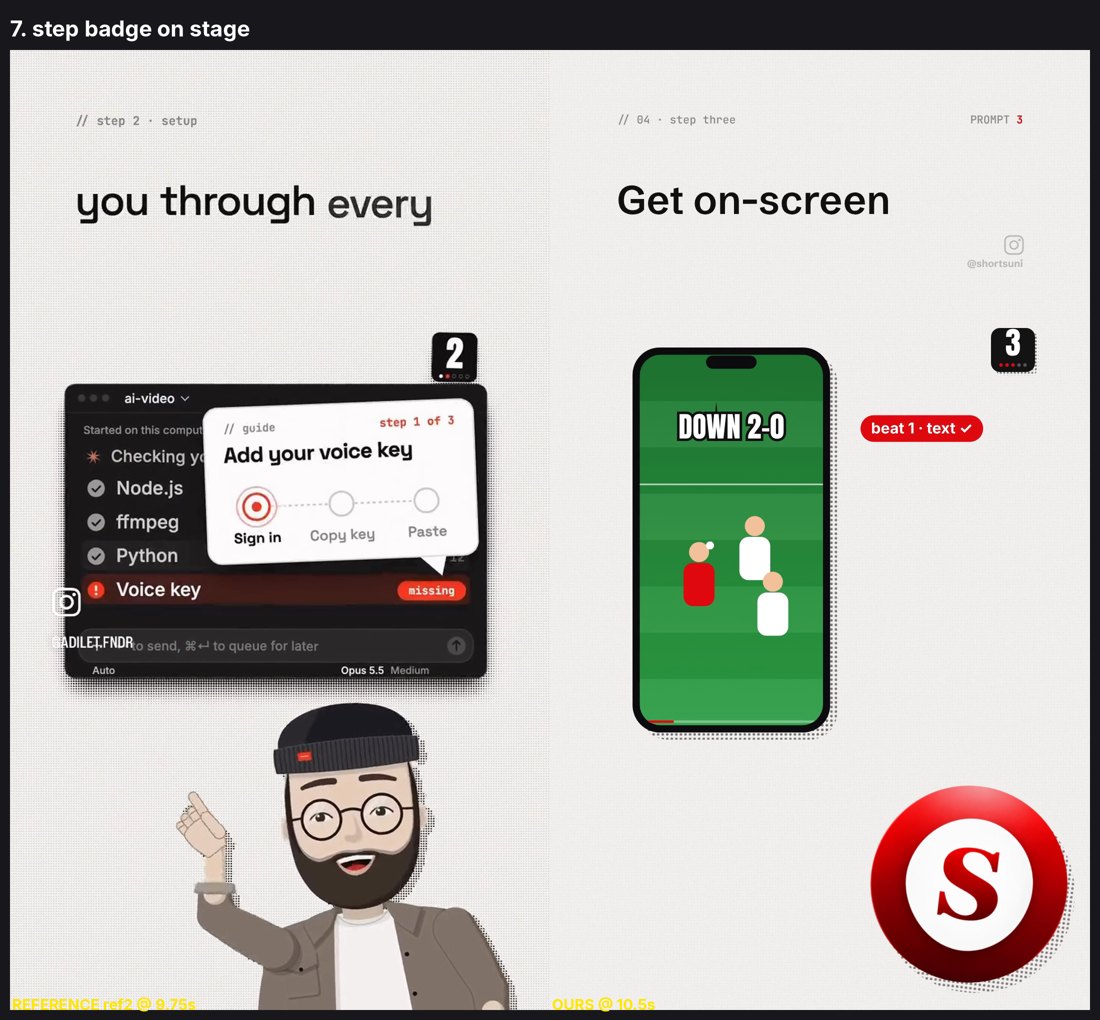 7. step badge on stage
// step 2 · setup
you through every
2
ai-video
Started on this comput
Checking yo
Node.js
ffmpeg
Python
12
Voice key
missing
// guide
step 1 of 3
Add your voice key
Sign in
Copy key
Paste
to send, ⌘↵ to queue for later
Auto
Opus 5.5 Medium
REFERENCE ref2 @ 9.75s
// 04 · step three
PROMPT 3
Get on-screen
@shortsuni
3
DOWN 2-0
beat 1 · text ✓
S
OURS @ 10.5s